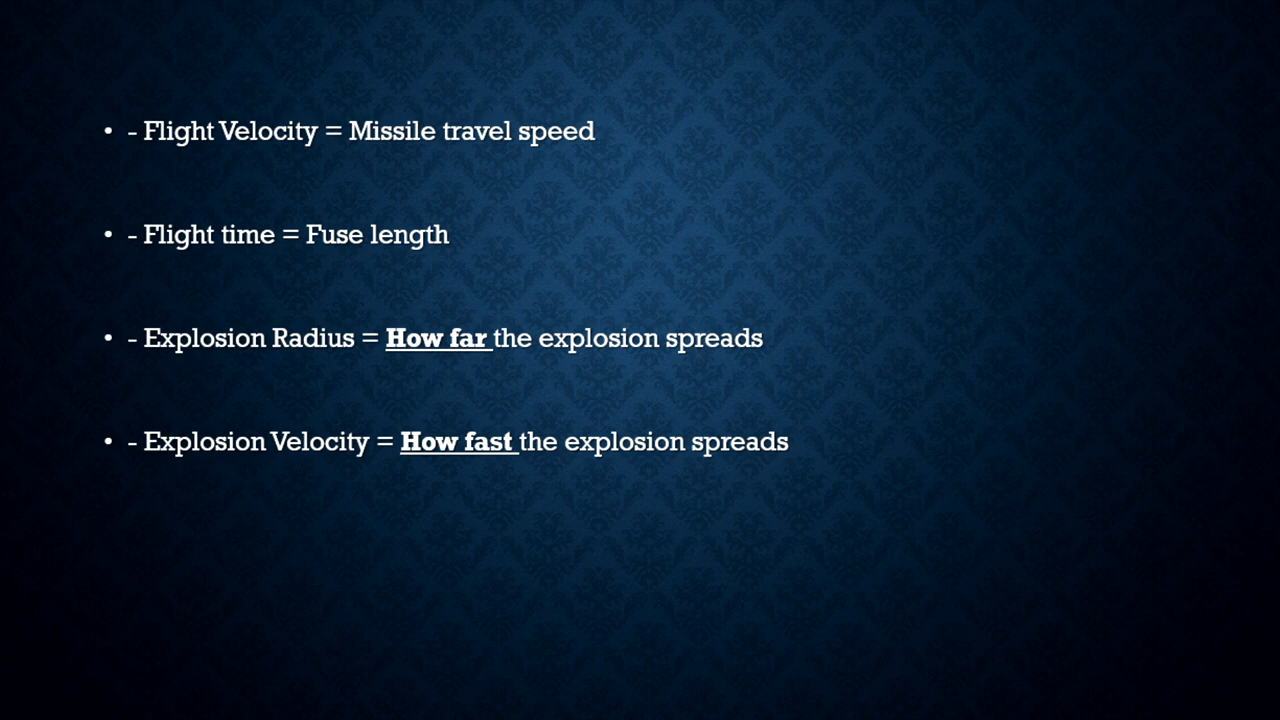 • - Flight Velocity = Missile travel speed
• - Flight time = Fuse length
• - Explosion Radius = How far the explosion spreads
• - Explosion Velocity = How fast the explosion spreads